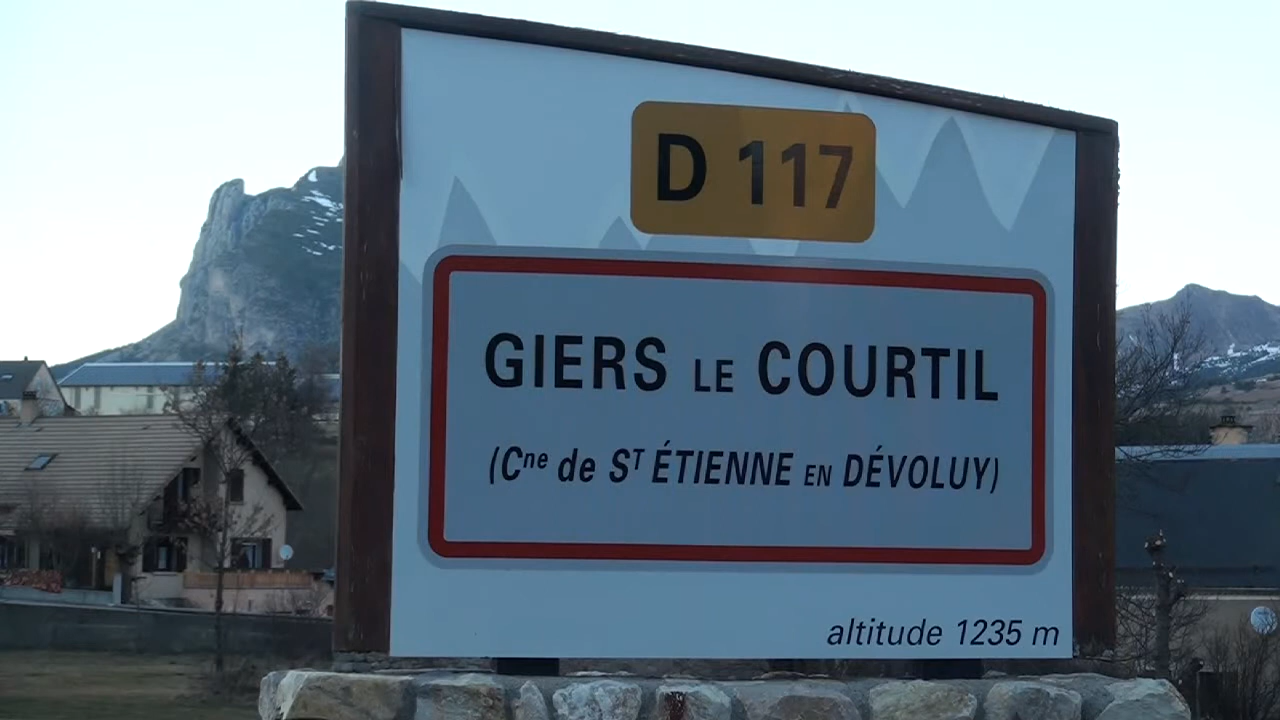 D 117
GIERS LE COURTIL
(Cne de ST ÉTIENNE EN DÉVOLUY)
altitude 1235 m